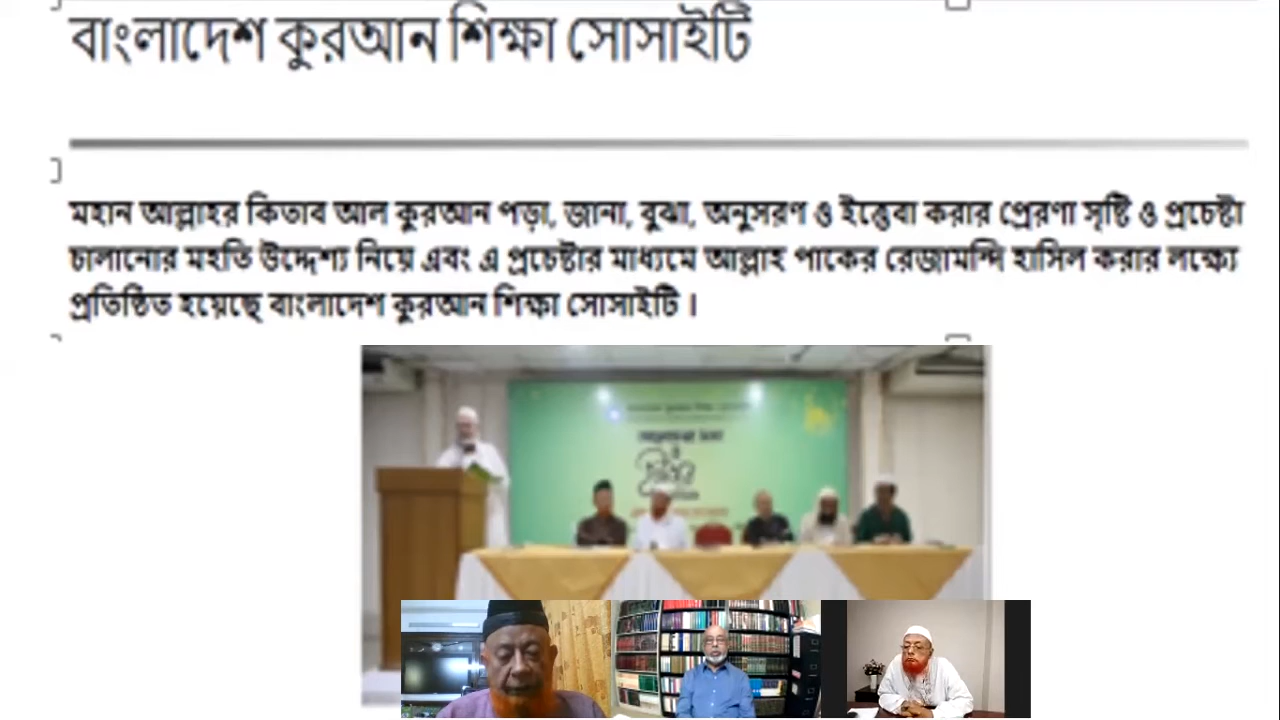 বাংলাদেশ কুরআন শিক্ষা সোসাইটি
মহান আল্লাহর কিতাব আল কুরআন পড়া, জানা, বুঝা, অনুসরণ ও ইত্তেবা করার প্রেরণা সৃষ্টি ও প্রচেষ্টা
চালানোর মহতি উদ্দেশ্য নিয়ে এবং এ প্রচেষ্টার মাধ্যমে আল্লাহ পাকের রেজামন্দি হাসিল করার লক্ষ্যে
প্রতিষ্ঠিত হয়েছে বাংলাদেশ কুরআন শিক্ষা সোসাইটি।